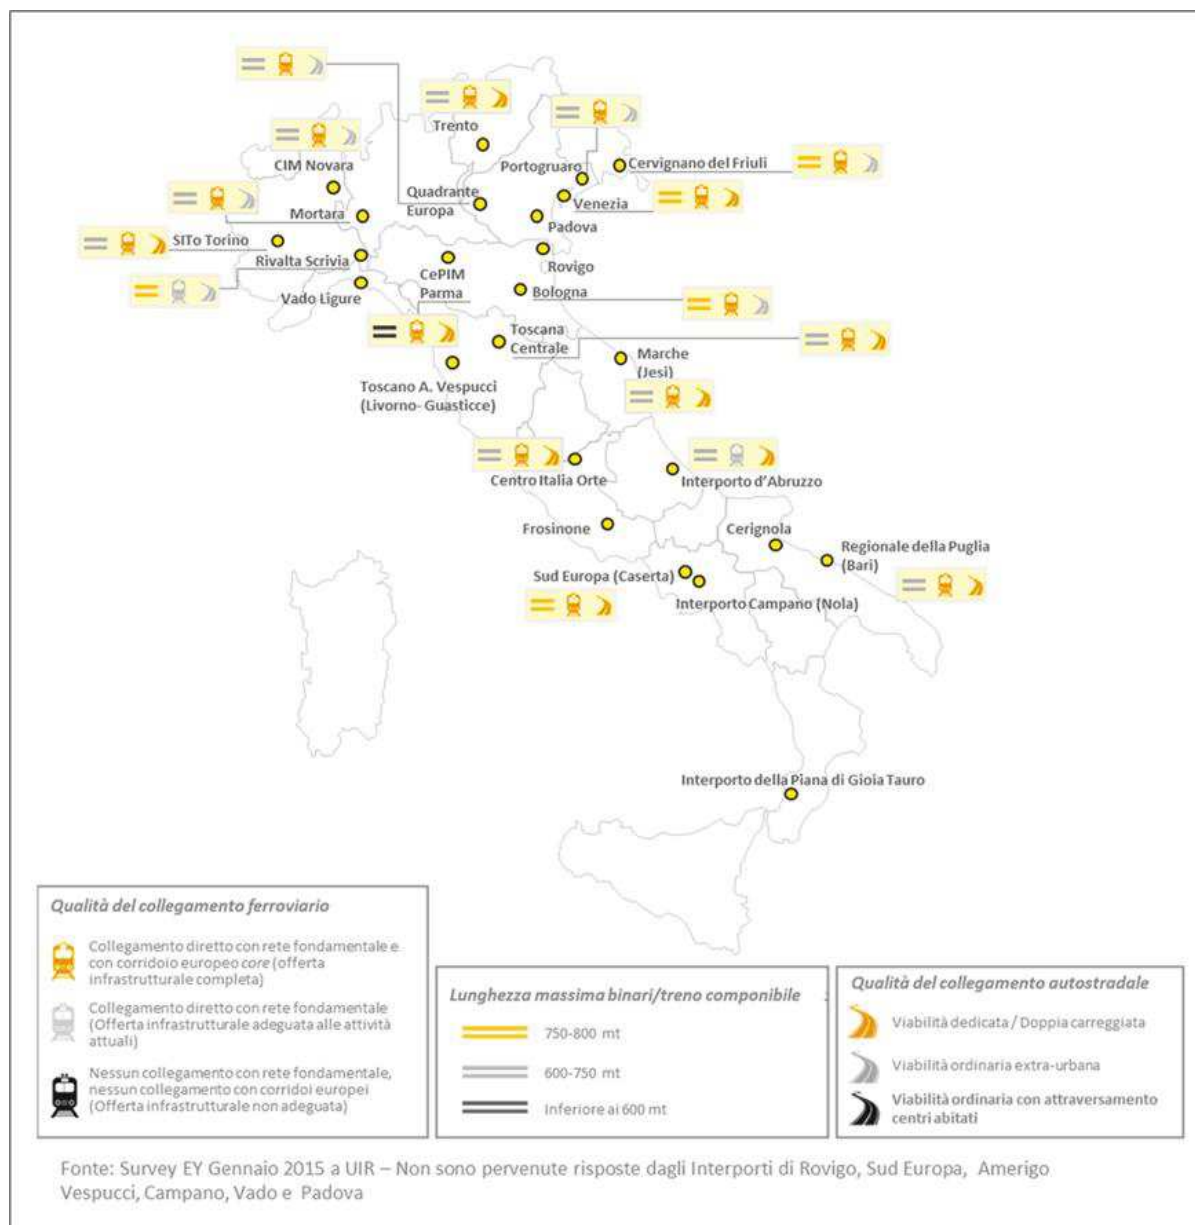 Trento
CIM Novara
Portogruaro
Cervignano del Friuli
Quadrante
Europa
Venezia
Mortara
Padova
SITo Torino
Rivalta Scrivia
CePIM
Parma
Rovigo
Vado Ligure
Bologna
Toscana
Centrale
Marche
(Jesi)
Toscano A. Vespucci
(Livorno- Guasticce)
Centro Italia Orte
Interporto d'Abruzzo
Frosinone
Cerignola
Regionale della Puglia
(Bari)
Sud Europa (Caserta)
Interporto Campano (Nola)
Interporto della Piana di Gioia Tauro
Qualità del collegamento ferroviario
Collegamento diretto con rete fondamentale e
con corridoio europeo core (offerta
infrastrutturale completa)
Collegamento diretto con rete fondamentale
(Offerta infrastrutturale adeguata alle attività
attuali)
Nessun collegamento con rete fondamentale,
nessun collegamento con corridoi europei
(Offerta infrastrutturale non adeguata)
Lunghezza massima binari/treno componibile :
750-800 mt
600-750 mt
Inferiore ai 600 mt
Qualità del collegamento autostradale
Viabilità dedicata / Doppia carreggiata
Viabilità ordinaria extra-urbana
Viabilità ordinaria con attraversamento
centri abitati
Fonte: Survey EY Gennaio 2015 a UIR – Non sono pervenute risposte dagli Interporti di Rovigo, Sud Europa, Amerigo
Vespucci, Campano, Vado e Padova